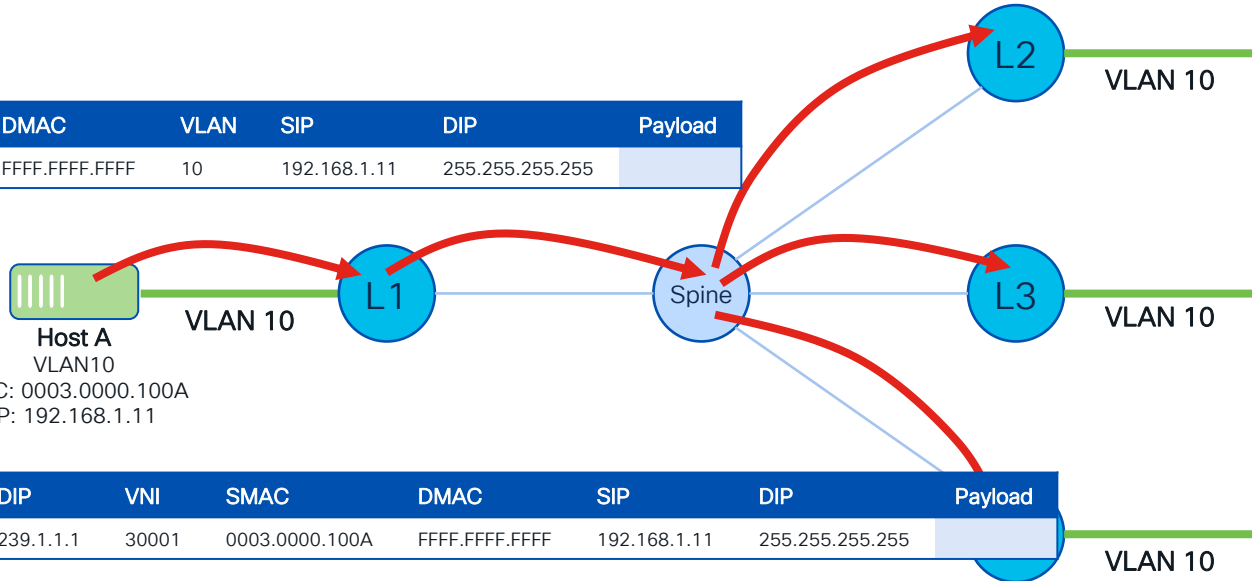 L2
VLAN 10
DMAC VLAN SIP DIP Payload
FFFF.FFFF.FFFF 10 192.168.1.11 255.255.255.255
L1
Spine
L3
VLAN 10
VLAN 10
Host A
VLAN10
C: 0003.0000.100A
P: 192.168.1.11
DIP VNI SMAC DMAC SIP DIP Payload
239.1.1.1 30001 0003.0000.100A FFFF.FFFF.FFFF 192.168.1.11 255.255.255.255
VLAN 10